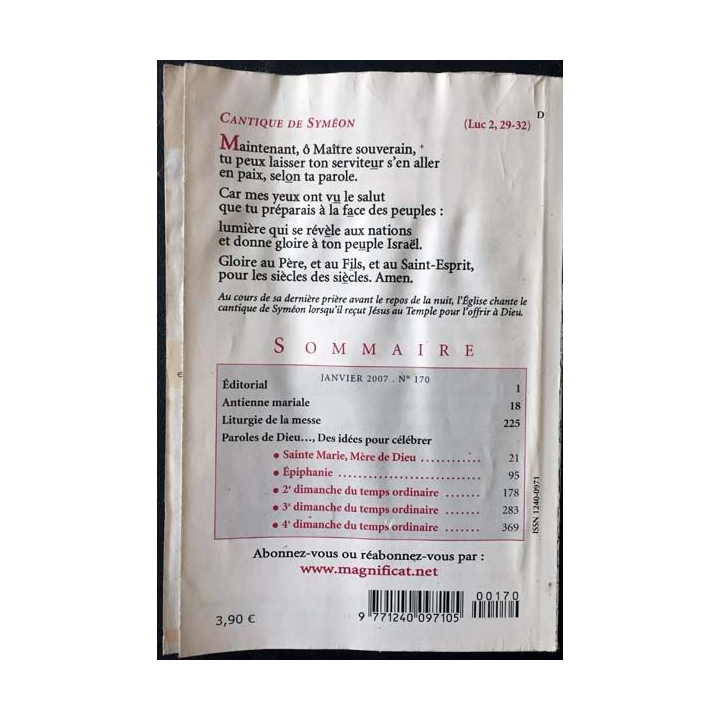 CANTIQUE DE SYMÉON (Luc 2, 29-32)
D
Maintenant, ô Maître souverain,
tu peux laisser ton serviteur s'en aller
en paix, selon ta parole.
Car mes yeux ont vu le salut
que tu préparais à la face des peuples :
lumière qui se révèle aux nations
et donne gloire à ton peuple Israël.
Gloire au Père, et au Fils, et au Saint-Esprit,
pour les siècles des siècles. Amen.
Au cours de sa dernière prière avant le repos de la nuit, l'Église chante le
cantique de Syméon lorsqu'il reçut Jésus au Temple pour l'offrir à Dieu.
SOMMAIRE
JANVIER 2007 . N° 170
Éditorial 1
Antienne mariale 18
Liturgie de la messe 225
Paroles de Dieu..., Des idées pour célébrer
• Sainte Marie, Mère de Dieu ............ 21
• Épiphanie .............................. 95
• 2e dimanche du temps ordinaire ....... 178
• 3e dimanche du temps ordinaire ....... 283
• 4e dimanche du temps ordinaire ....... 369
ISSN 1240-0971
Abonnez-vous ou réabonnez-vous par :
www.magnificat.net
00170
3,90 €
9 771240 097105